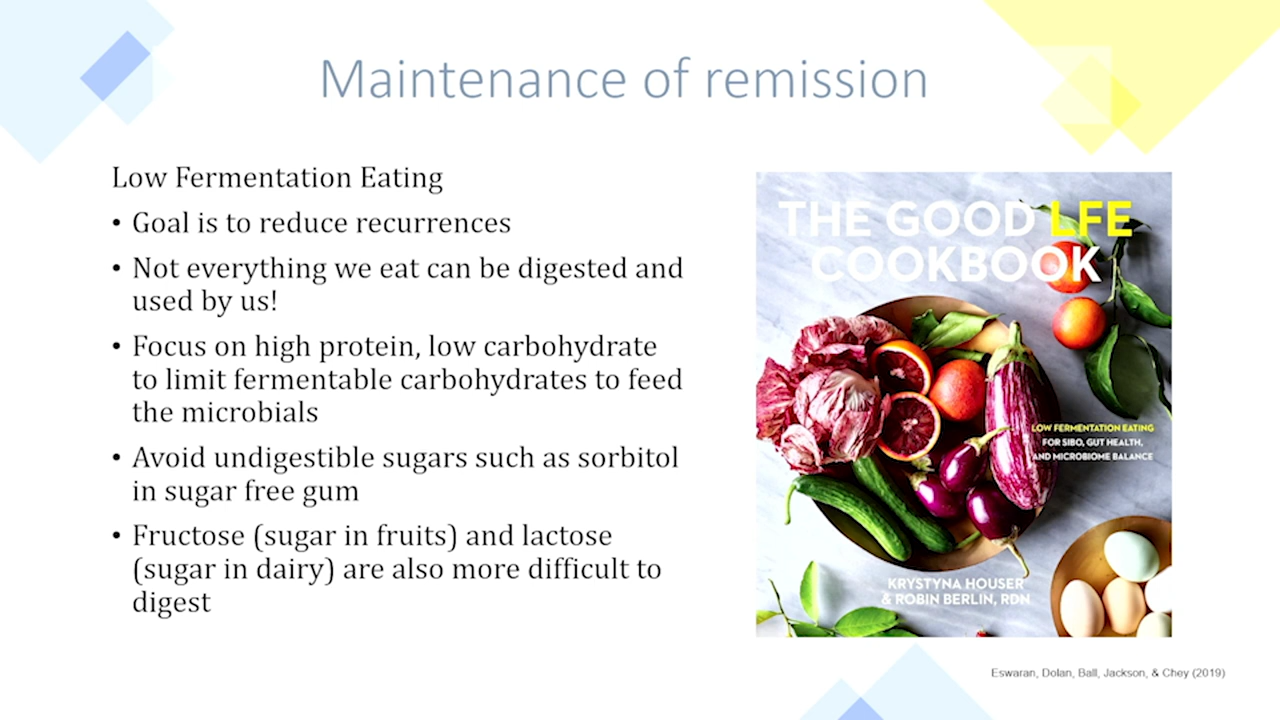 Maintenance of remission
Low Fermentation Eating
• Goal is to reduce recurrences
• Not everything we eat can be digested and
used by us!
• Focus on high protein, low carbohydrate
to limit fermentable carbohydrates to feed
the microbials
• Avoid undigestible sugars such as sorbitol
in sugar free gum
• Fructose (sugar in fruits) and lactose
(sugar in dairy) are also more difficult to
digest
THE GOOD LFE
COOKBOOK
LOW FERMENTATION EATING
FOR SIBO, GUT HEALTH,
AND MICROBIOME BALANCE
KRYSTYNA HOUSER
& ROBIN BERLIN, RDN
Eswaran, Dolan, Ball, Jackson, & Chey (2019)